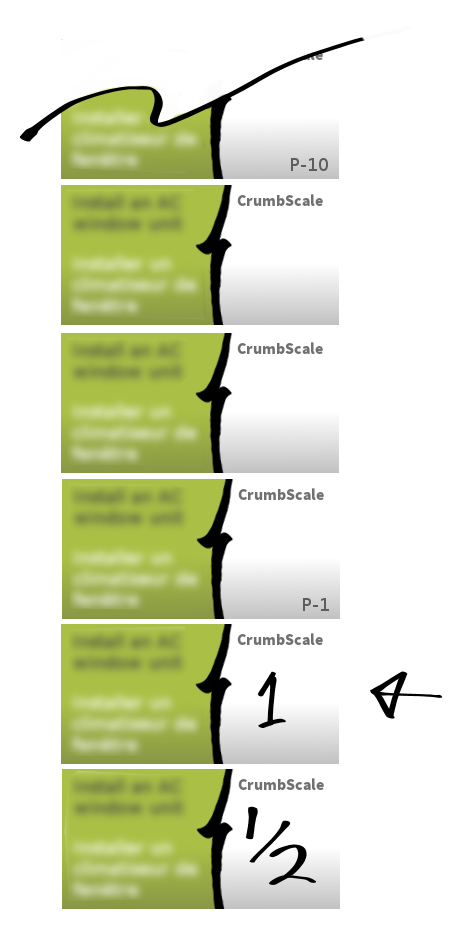 climatiseur de
fenêtre
P-10
Install an AC
window unit
Installer un
climatiseur de
fenêtre
CrumbScale
Install an AC
window unit
Installer un
climatiseur de
fenêtre
CrumbScale
Install an AC
window unit
Installer un
climatiseur de
fenêtre
CrumbScale
P-1
Install an AC
window unit
Installer un
climatiseur de
fenêtre
CrumbScale
1
Install an AC
window unit
Installer un
climatiseur de
fenêtre
CrumbScale
1/2